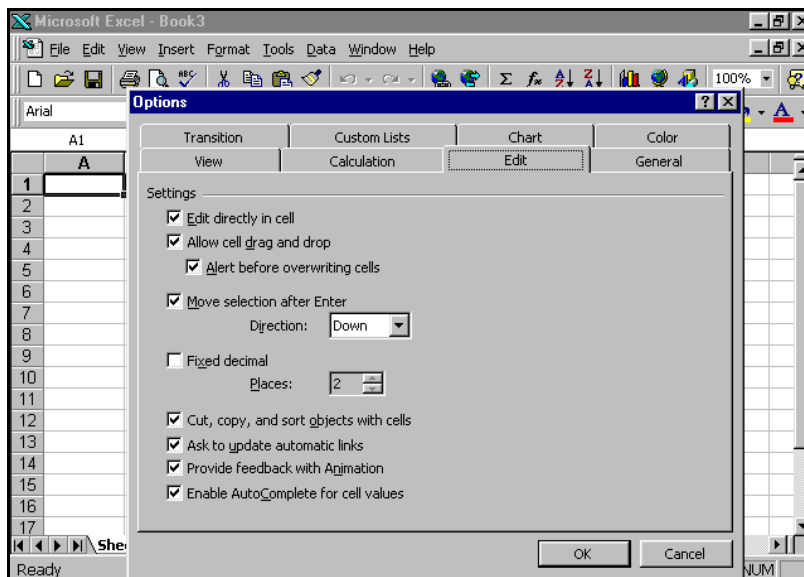 Microsoft Excel - Book3
File Edit View Insert Format Tools Data Window Help
ABC Σ fx A Z Z A 100%
Arial
Options
A
A1
Transition Custom Lists Chart Color
View Calculation Edit General
A
Settings
1
2
3
4
5
6
7
8
9
10
11
12
13
14
15
16
17
Edit directly in cell
Allow cell drag and drop
Alert before overwriting cells
Move selection after Enter
Direction: Down
Fixed decimal
Places: 2
Cut, copy, and sort objects with cells
Ask to update automatic links
Provide feedback with Animation
Enable AutoComplete for cell values
Shee
OK Cancel
Ready NUM